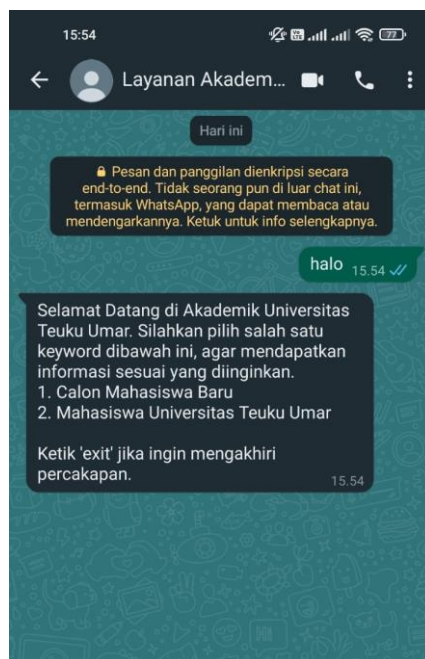 15:54
Vo
LTE
77
Layanan Akadem...
Hari ini
Pesan dan panggilan dienkripsi secara
end-to-end. Tidak seorang pun di luar chat ini,
termasuk WhatsApp, yang dapat membaca atau
mendengarkannya. Ketuk untuk info selengkapnya.
halo 15.54
Selamat Datang di Akademik Universitas
Teuku Umar. Silahkan pilih salah satu
keyword dibawah ini, agar mendapatkan
informasi sesuai yang diinginkan.
1. Calon Mahasiswa Baru
2. Mahasiswa Universitas Teuku Umar
Ketik 'exit' jika ingin mengakhiri
percakapan.
15.54